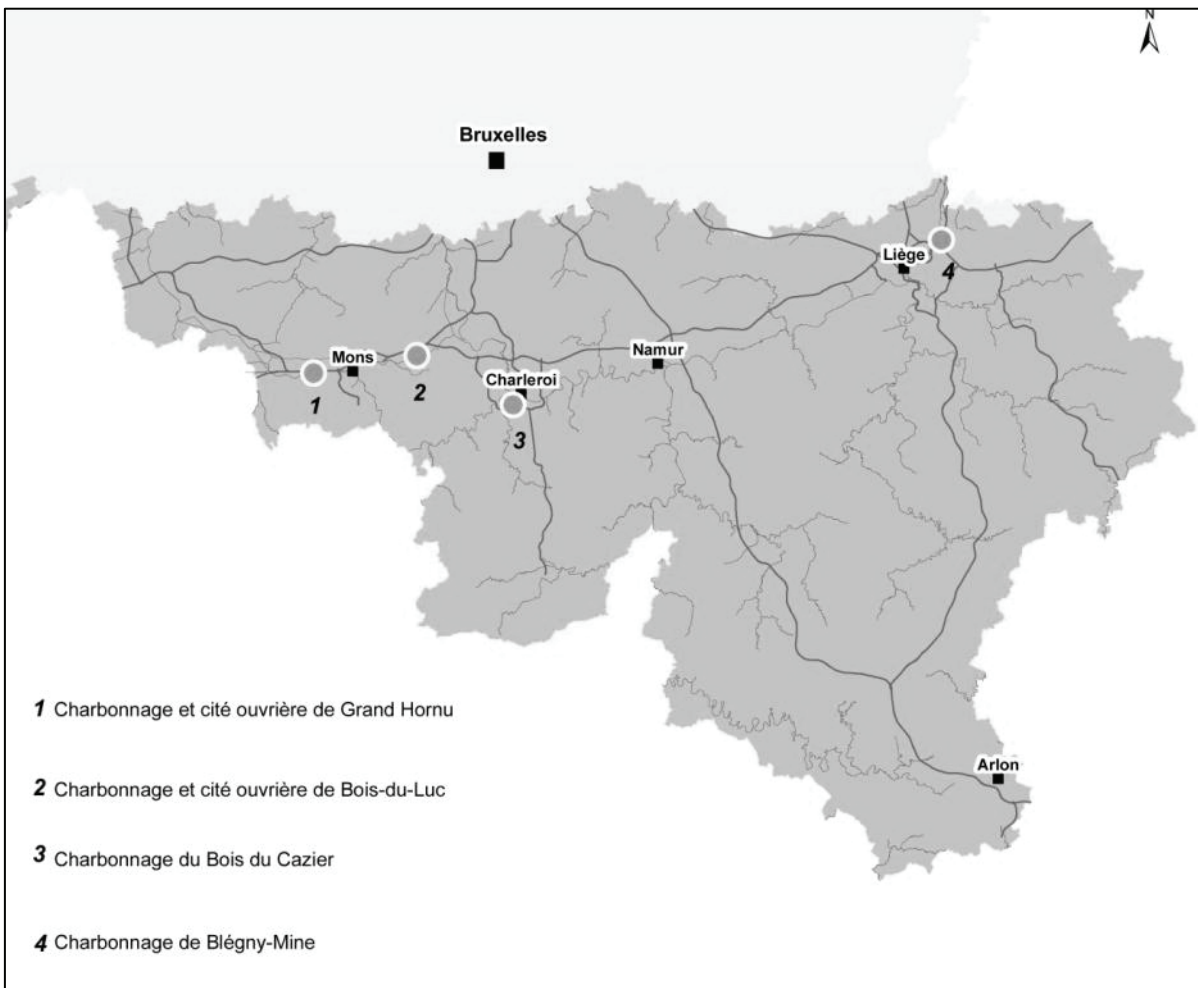 N
Bruxelles
Liège
4
Mons
Namur
2
Charleroi
1
3
1 Charbonnage et cité ouvrière de Grand Hornu
Arlon
2 Charbonnage et cité ouvrière de Bois-du-Luc
3 Charbonnage du Bois du Cazier
4 Charbonnage de Blégny-Mine